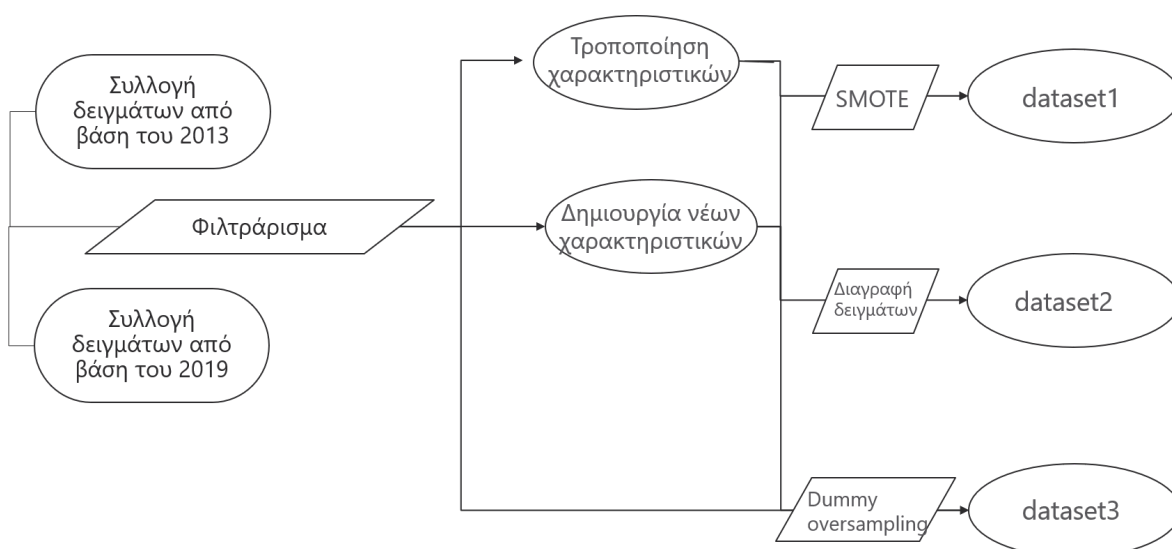 Συλλογή
δειγμάτων από
βάση του 2013
Φιλτράρισμα
Συλλογή
δειγμάτων από
βάση του 2019
Τροποποίηση
χαρακτηριστικών
Δημιουργία νέων
χαρακτηριστικών
SMOTE
dataset1
Διαγραφή
δειγμάτων
dataset2
Dummy
oversampling
dataset3